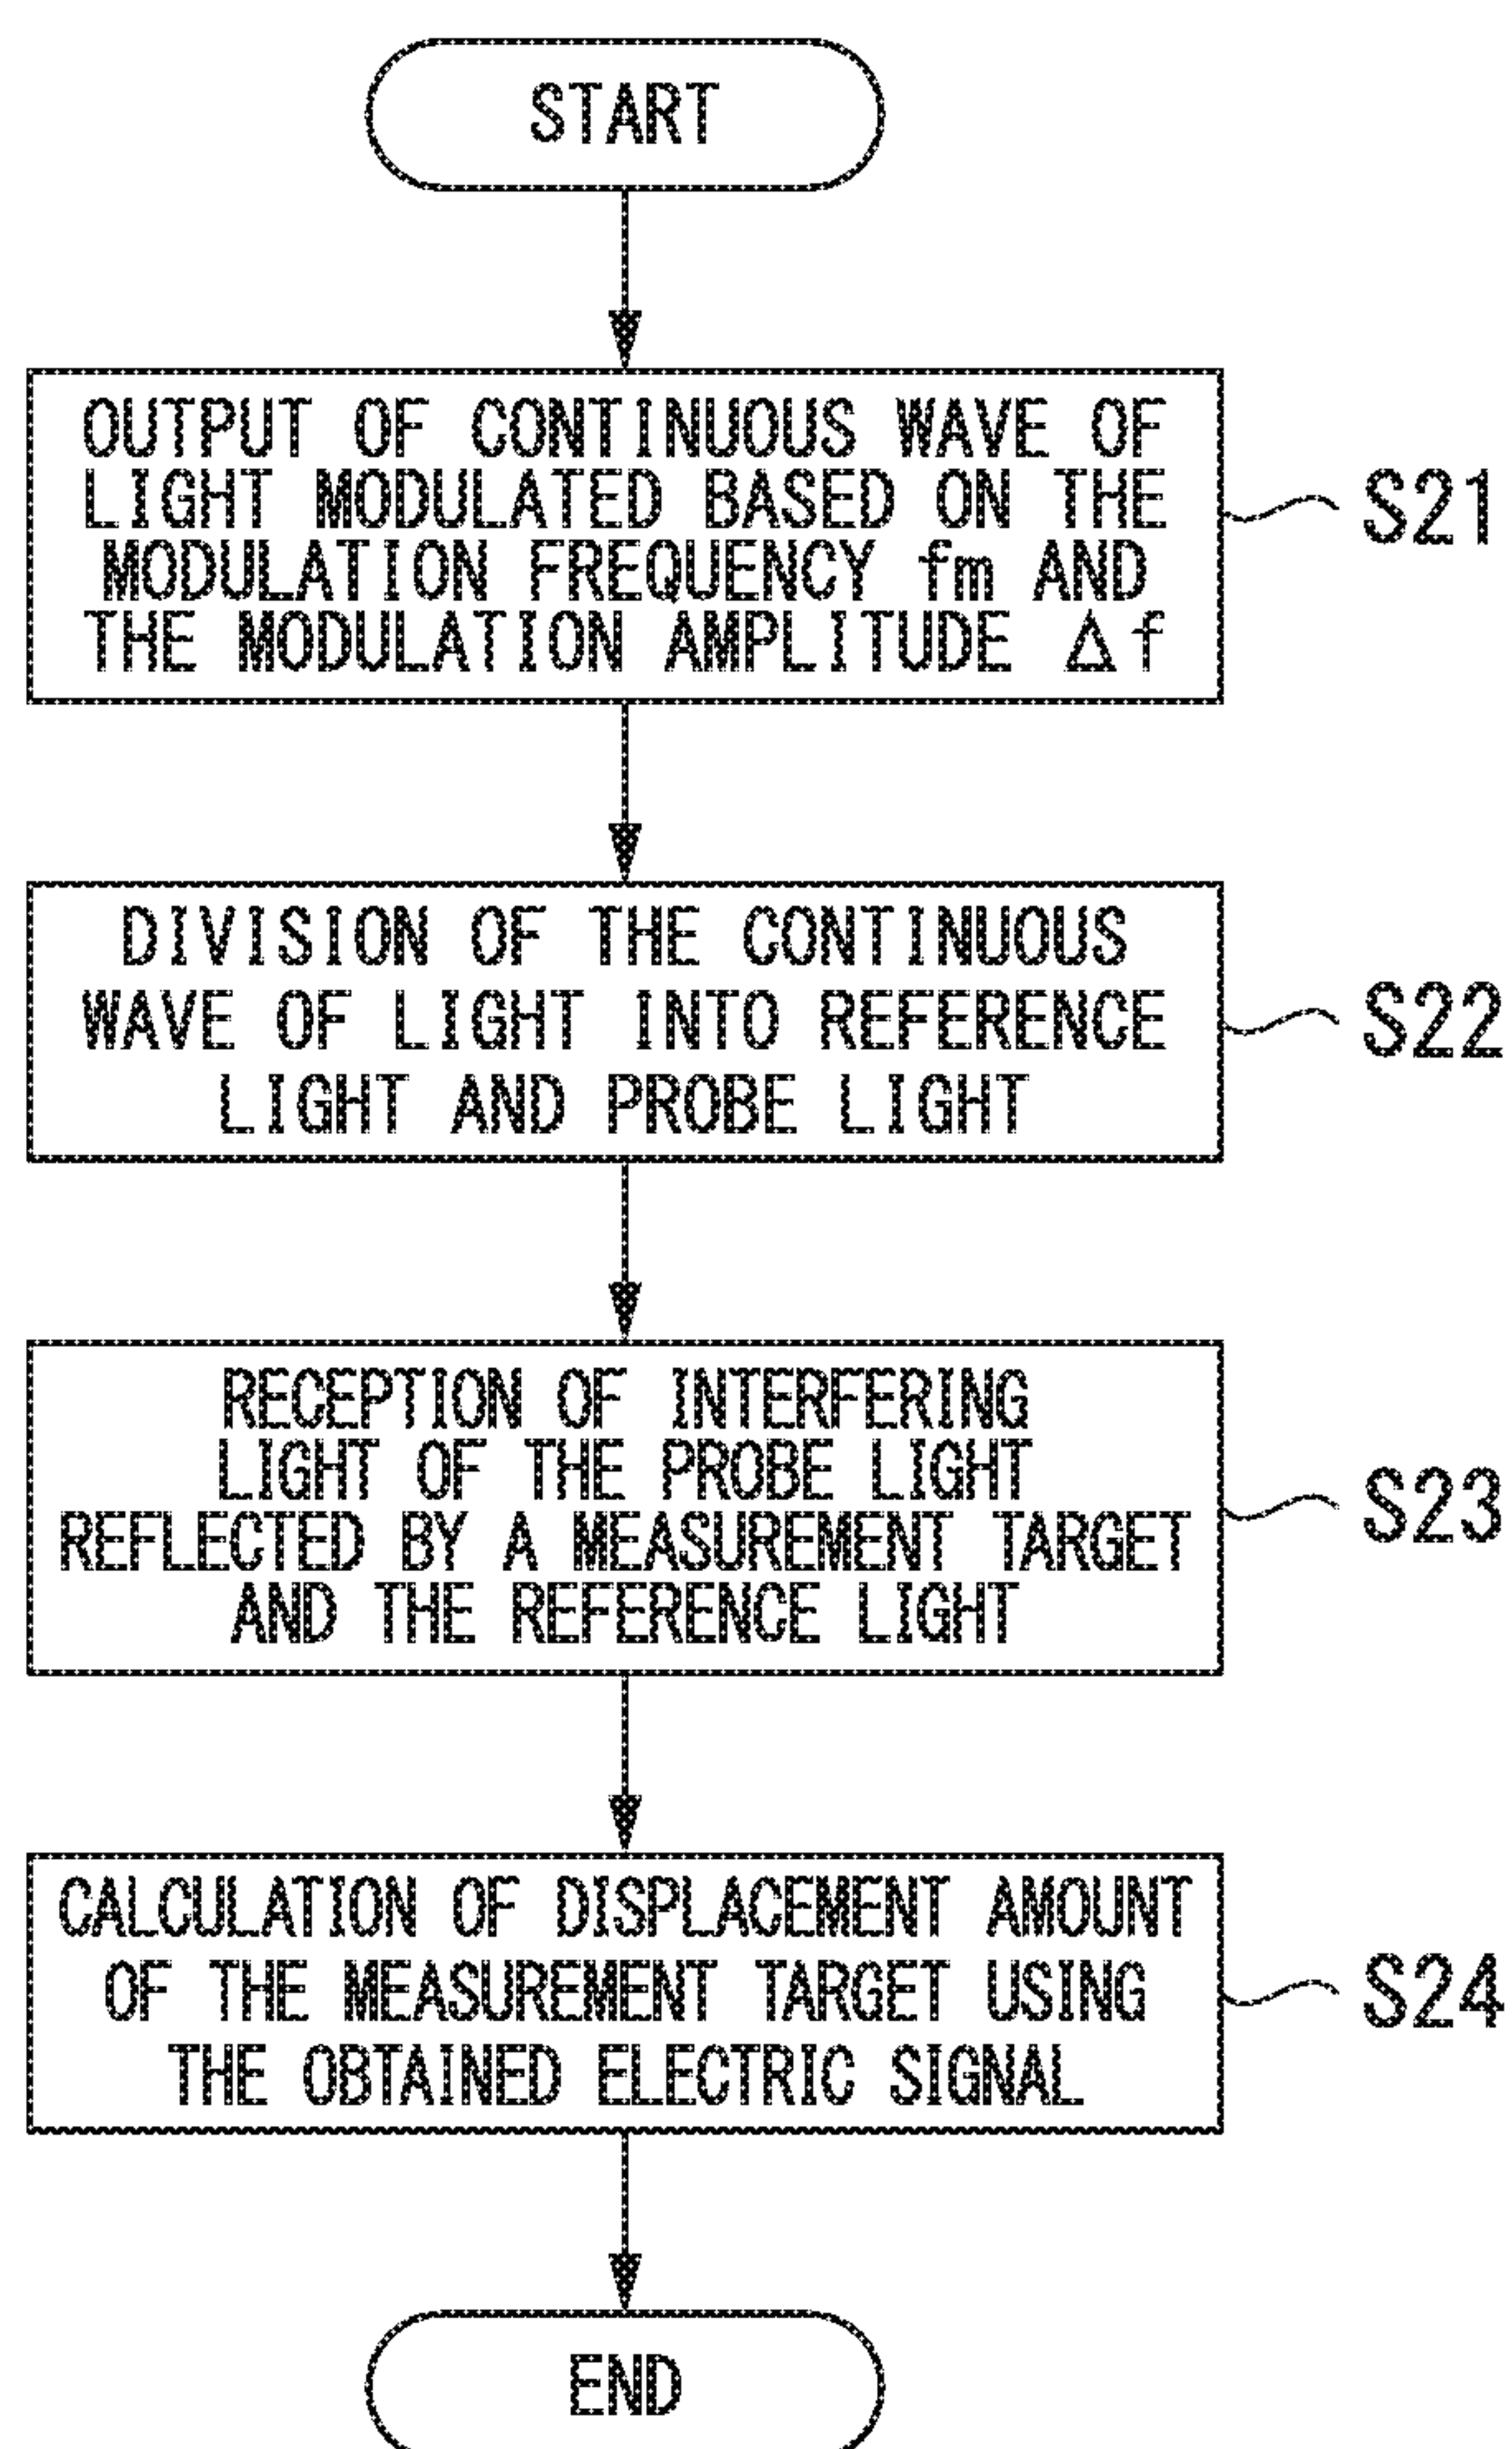 START
OUTPUT OF CONTINUOUS WAVE OF
LIGHT MODULATED BASED ON THE
MODULATION FREQUENCY fm AND
THE MODULATION AMPLITUDE Δf
S21
DIVISION OF THE CONTINUOUS
WAVE OF LIGHT INTO REFERENCE
LIGHT AND PROBE LIGHT
S22
RECEPTION OF INTERFERING
LIGHT OF THE PROBE LIGHT
REFLECTED BY A MEASUREMENT TARGET
AND THE REFERENCE LIGHT
S23
CALCULATION OF DISPLACEMENT AMOUNT
OF THE MEASUREMENT TARGET USING
THE OBTAINED ELECTRIC SIGNAL
S24
END